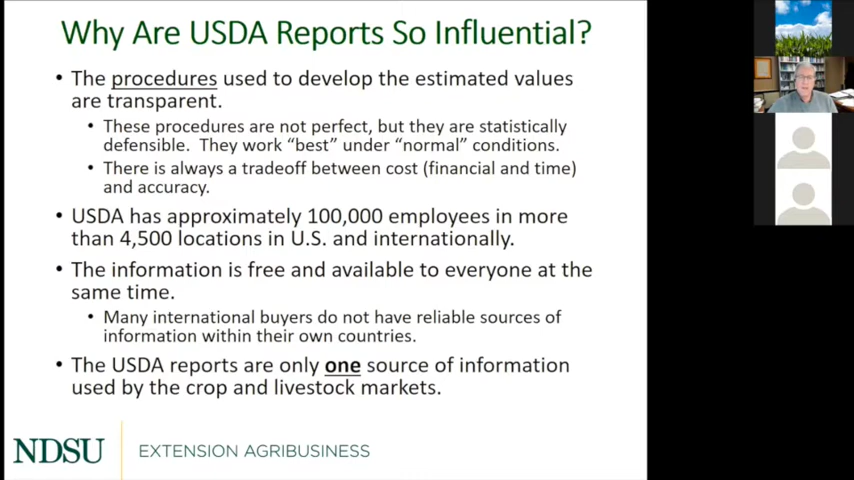 Why Are USDA Reports So Influential?
• The procedures used to develop the estimated values
are transparent.
• These procedures are not perfect, but they are statistically
defensible. They work “best” under “normal” conditions.
• There is always a tradeoff between cost (financial and time)
and accuracy.
• USDA has approximately 100,000 employees in more
than 4,500 locations in U.S. and internationally.
• The information is free and available to everyone at the
same time.
• Many international buyers do not have reliable sources of
information within their own countries.
• The USDA reports are only one source of information
used by the crop and livestock markets.
NDSU EXTENSION AGRIBUSINESS